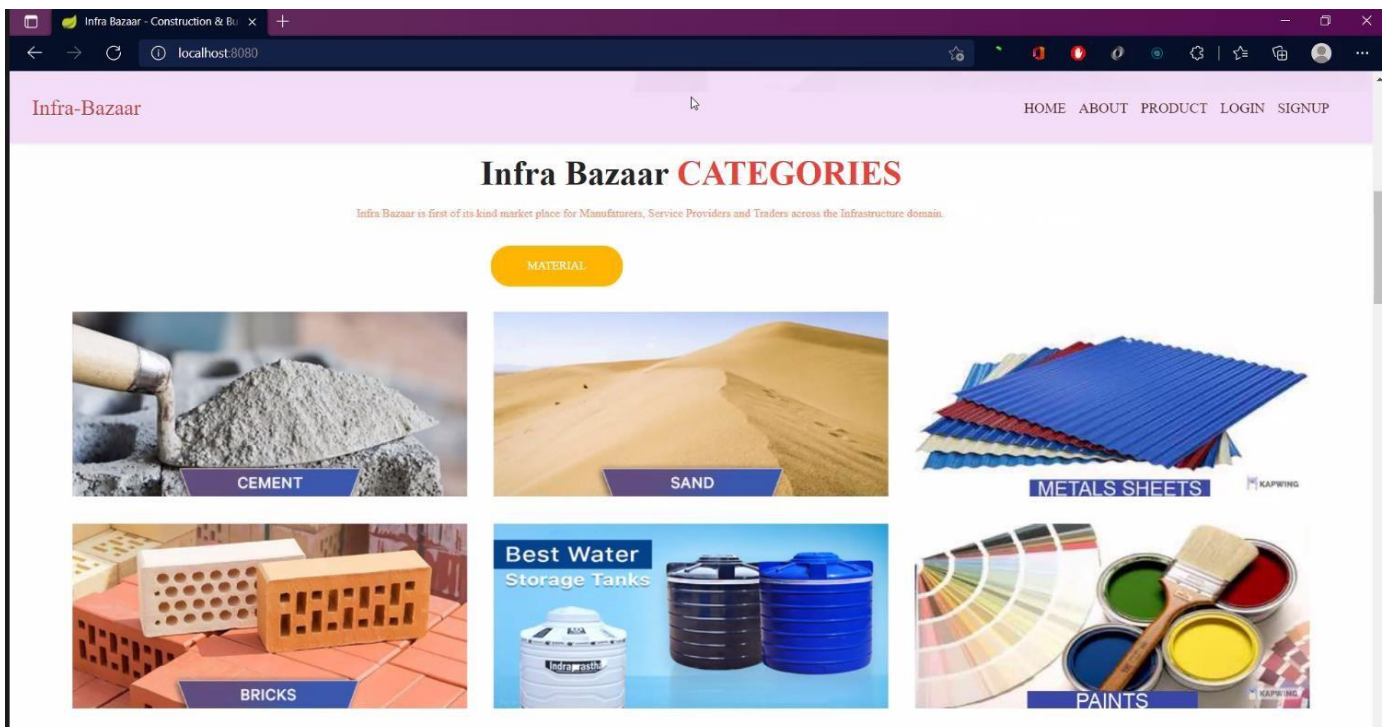 Infra Bazaar - Construction & Bu
localhost:8080
Infra-Bazaar
HOME ABOUT PRODUCT LOGIN SIGNUP
Infra Bazaar CATEGORIES
Infra Bazaar is first of its kind market place for Manufaturers, Service Providers and Traders across the Infrastructure domain.
MATERIAL
CEMENT
SAND
METALS SHEETS
KAPWING
BRICKS
Best Water
Storage Tanks
Indraprastha
PAINTS
KAPWING